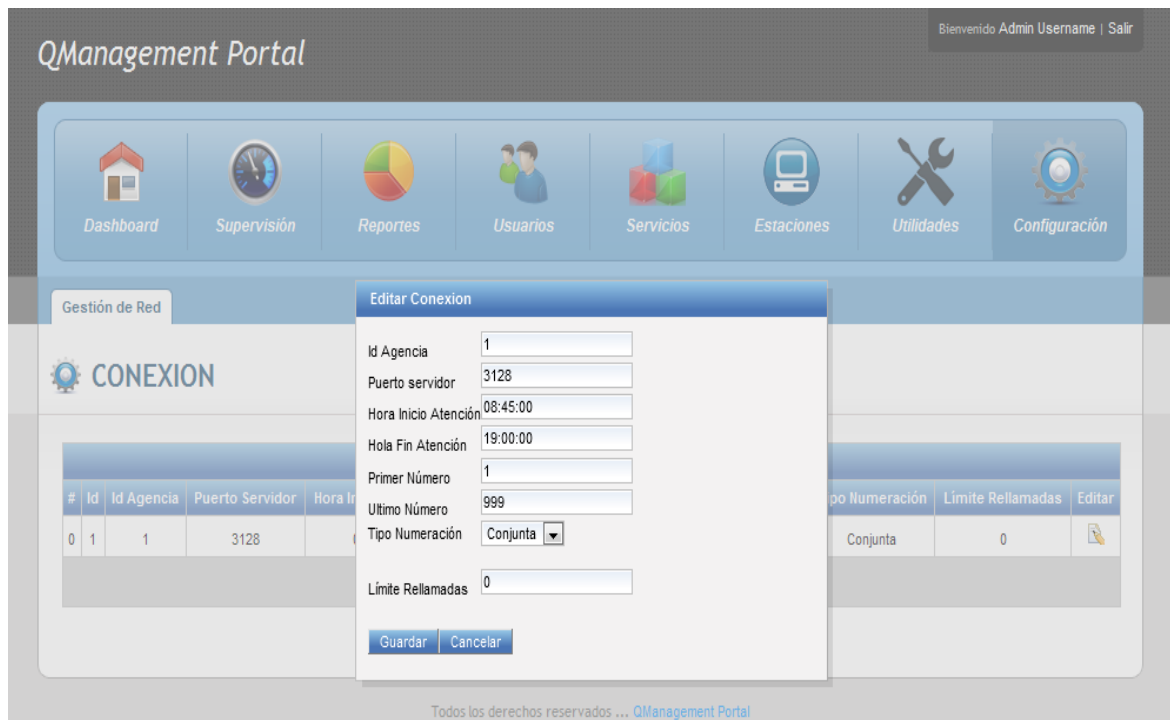 Bienvenido Admin Username | Salir
QManagement Portal
Dashboard
Supervisión
Reportes
Usuarios
Servicios
Estaciones
Utilidades
Configuración
Gestión de Red
CONEXION
Editar Conexion
Id Agencia 1
Puerto servidor 3128
Hora Inicio Atención 08:45:00
Hola Fin Atención 19:00:00
Primer Número 1
Ultimo Número 999
Tipo Numeración Conjunta
Límite Rellamadas 0
Guardar Cancelar
# Id Id Agencia Puerto Servidor Hora Numeración Límite Rellamadas Editar
0 1 1 3128 Conjunta 0
Todos los derechos reservados ... QManagement Portal